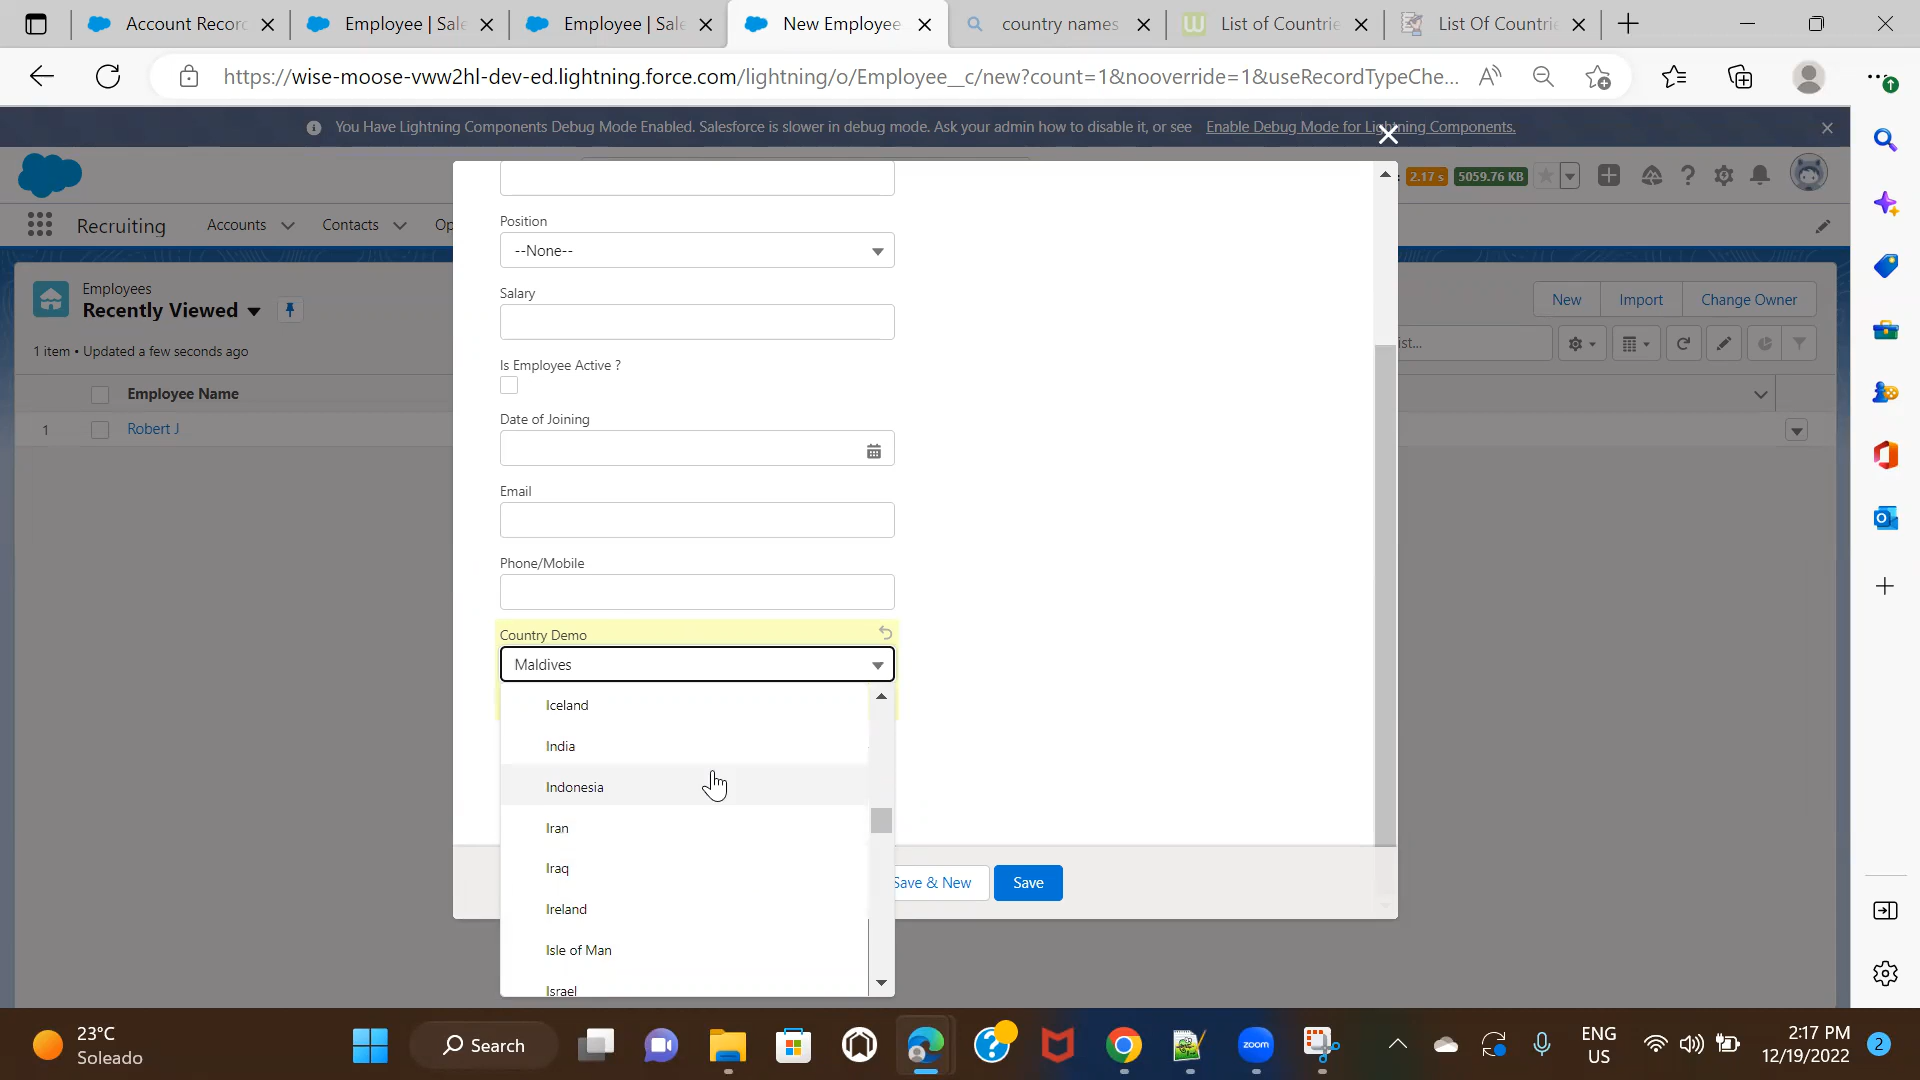 Account Recor
Employee | Sale
Employee | Sale
New Employee
country names
List of Countrie
List Of Countrie
https://wise-moose-vww2hl-dev-ed.lightning.force.com/lightning/o/Employee__c/new?count=1&nooverride=1&useRecordTypeChe...
You Have Lightning Components Debug Mode Enabled. Salesforce is slower in debug mode. Ask your admin how to disable it, or see Enable Debug Mode for Lightning Components.
2.17 s
5059.76 KB
Recruiting
Accounts
Contacts
Op
Employees
Recently Viewed
1 item • Updated a few seconds ago
New
Import
Change Owner
ist...
Employee Name
1
Robert J
Position
--None--
Salary
Is Employee Active ?
Date of Joining
Email
Phone/Mobile
Country Demo
Maldives
Iceland
India
Indonesia
Iran
Iraq
Ireland
Isle of Man
Israel
Save & New
Save
23°C
Soleado
Search
zoom
ENG
US
2:17 PM
12/19/2022
2